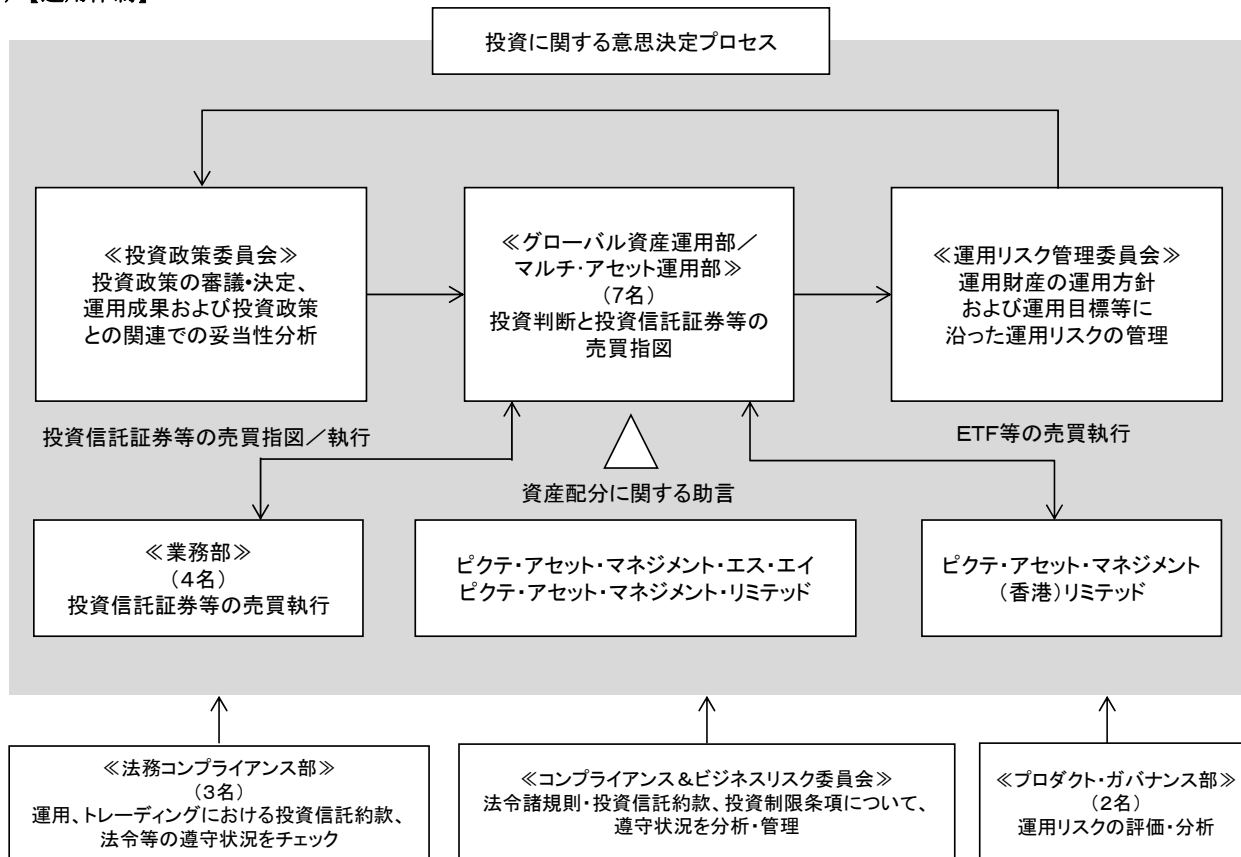 【運用体制】
投資に関する意思決定プロセス
≪投資政策委員会≫
投資政策の審議・決定、
運用成果および投資政策
との関連での妥当性分析
≪グローバル資産運用部／
マルチ・アセット運用部≫
（7名）
投資判断と投資信託証券等の
売買指図
≪運用リスク管理委員会≫
運用財産の運用方針
および運用目標等に
沿った運用リスクの管理
投資信託証券等の売買指図／執行
ETF等の売買執行
資産配分に関する助言
≪業務部≫
（4名）
投資信託証券等の売買執行
ピクテ・アセット・マネジメント・エス・エイ
ピクテ・アセット・マネジメント・リミテッド
ピクテ・アセット・マネジメント
（香港）リミテッド
≪法務コンプライアンス部≫
（3名）
運用、トレーディングにおける投資信託約款、
法令等の遵守状況をチェック
≪コンプライアンス＆ビジネスリスク委員会≫
法令諸規則・投資信託約款、投資制限条項について、
遵守状況を分析・管理
≪プロダクト・ガバナンス部≫
（2名）
運用リスクの評価・分析